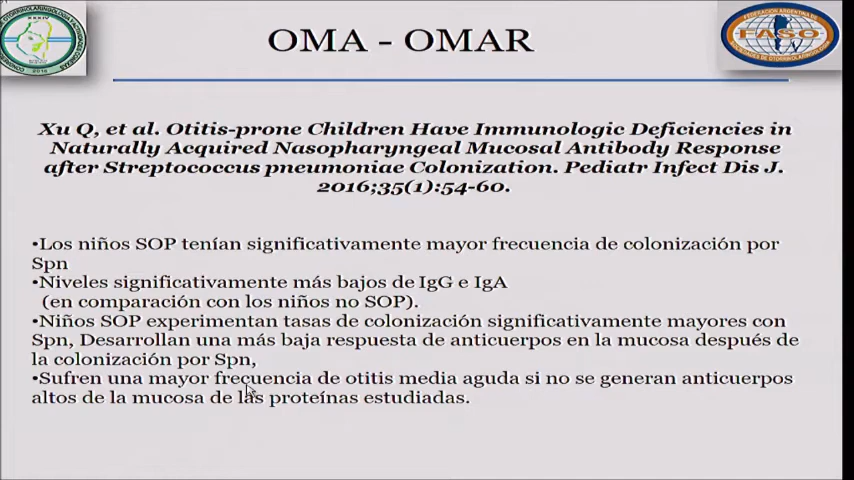 OMA - OMAR
FASO
Xu Q, et al. Otitis-prone Children Have Immunologic Deficiencies in
Naturally Acquired Nasopharyngeal Mucosal Antibody Response
after Streptococcus pneumoniae Colonization. Pediatr Infect Dis J.
2016;35(1):54-60.
•Los niños SOP tenían significativamente mayor frecuencia de colonización por
Spn
•Niveles significativamente más bajos de IgG e IgA
(en comparación con los niños no SOP).
•Niños SOP experimentan tasas de colonización significativamente mayores con
Spn, Desarrollan una más baja respuesta de anticuerpos en la mucosa después de
la colonización por Spn,
•Sufren una mayor frecuencia de otitis media aguda si no se generan anticuerpos
altos de la mucosa de las proteínas estudiadas.